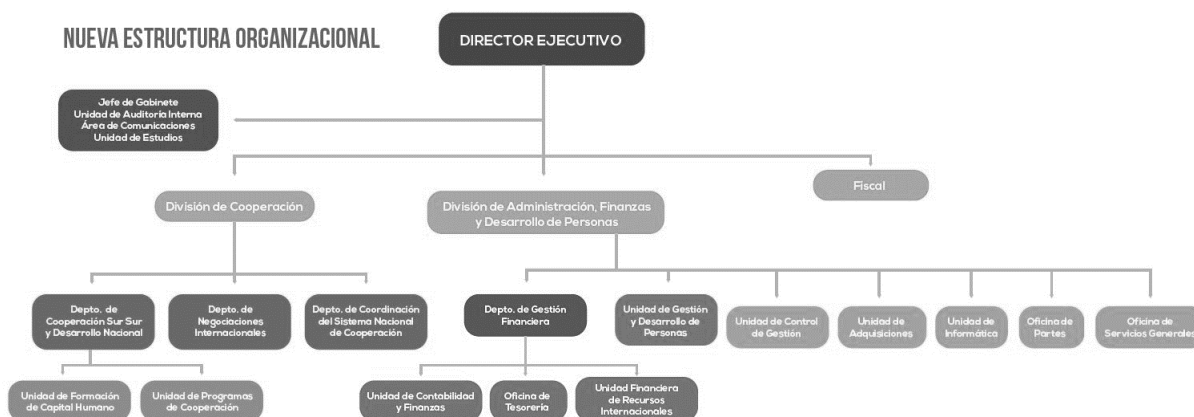 NUEVA ESTRUCTURA ORGANIZACIONAL
DIRECTOR EJECUTIVO
Jefe de Gabinete
Unidad de Auditoría Interna
Área de Comunicaciones
Unidad de Estudios
División de Cooperación
División de Administración, Finanzas
y Desarrollo de Personas
Fiscal
Depto. de
Cooperación Sur Sur
y Desarrollo Nacional
Depto. de
Negociaciones
Internacionales
Depto. de Coordinación
del Sistema Nacional
de Cooperación
Depto. de Gestión
Financiera
Unidad de Gestión
y Desarrollo de
Personas
Unidad de Control
de Gestión
Unidad de
Adquisiciones
Unidad de
Informática
Oficina de
Partes
Oficina de
Servicios Generales
Unidad de Formación
de Capital Humano
Unidad de Programas
de Cooperación
Unidad de Contabilidad
y Finanzas
Oficina de
Tesorería
Unidad Financiera
de Recursos
Internacionales